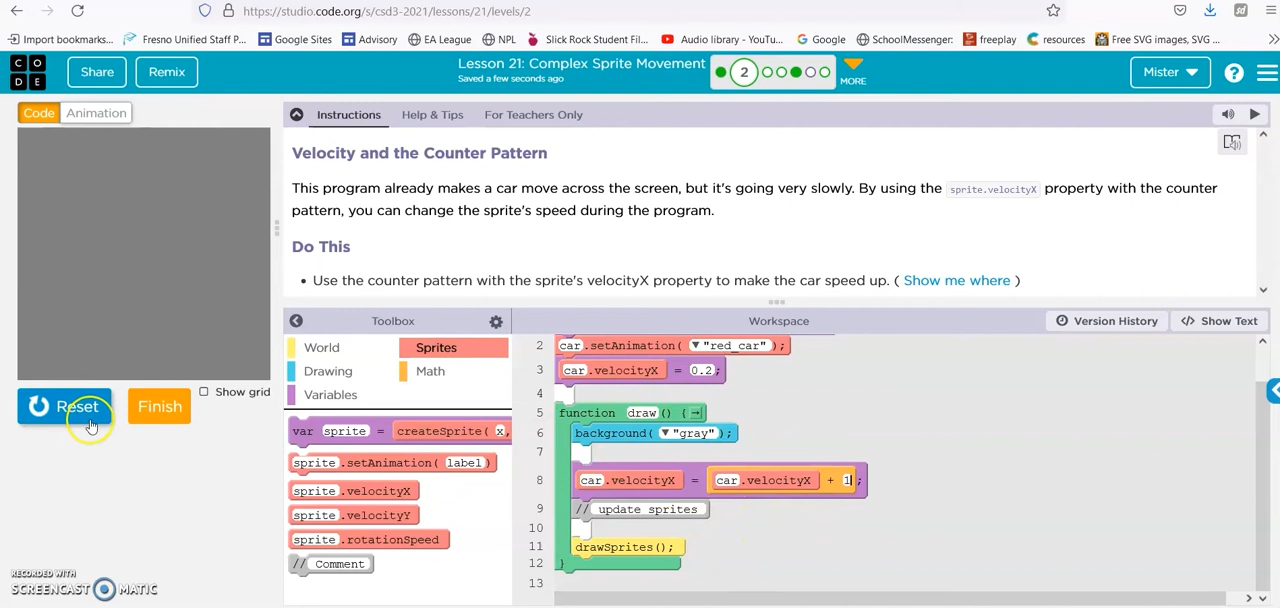 https://studio.code.org/s/csd3-2021/lessons/21/levels/2
Import bookmarks... Fresno Unified Staff P... Google Sites Advisory EA League NPL Slick Rock Student Fil... Audio library - YouTu... Google SchoolMessenger: freeplay resources Free SVG images, SVG ...
C O
D E
Share Remix Lesson 21: Complex Sprite Movement
Saved a few seconds ago
2 MORE Mister ?
Code Animation Instructions Help & Tips For Teachers Only
Velocity and the Counter Pattern
This program already makes a car move across the screen, but it's going very slowly. By using the sprite.velocityX property with the counter
pattern, you can change the sprite's speed during the program.
Do This
• Use the counter pattern with the sprite's velocityX property to make the car speed up. ( Show me where )
Toolbox Workspace Version History </> Show Text
World Sprites
Drawing Math
Variables
var sprite = createSprite( x,
sprite.setAnimation( label)
sprite.velocityX
sprite.velocityY
sprite.rotationSpeed
// Comment
2 car.setAnimation( ▼"red_car");
3 car.velocityX = 0.2;
4
5 function draw() {
6 background( ▼"gray");
7
8 car.velocityX = car.velocityX + 1;
9 // update sprites
10
11 drawSprites();
12 }
13
Reset Finish Show grid
RECORDED WITH
SCREENCAST MATIC